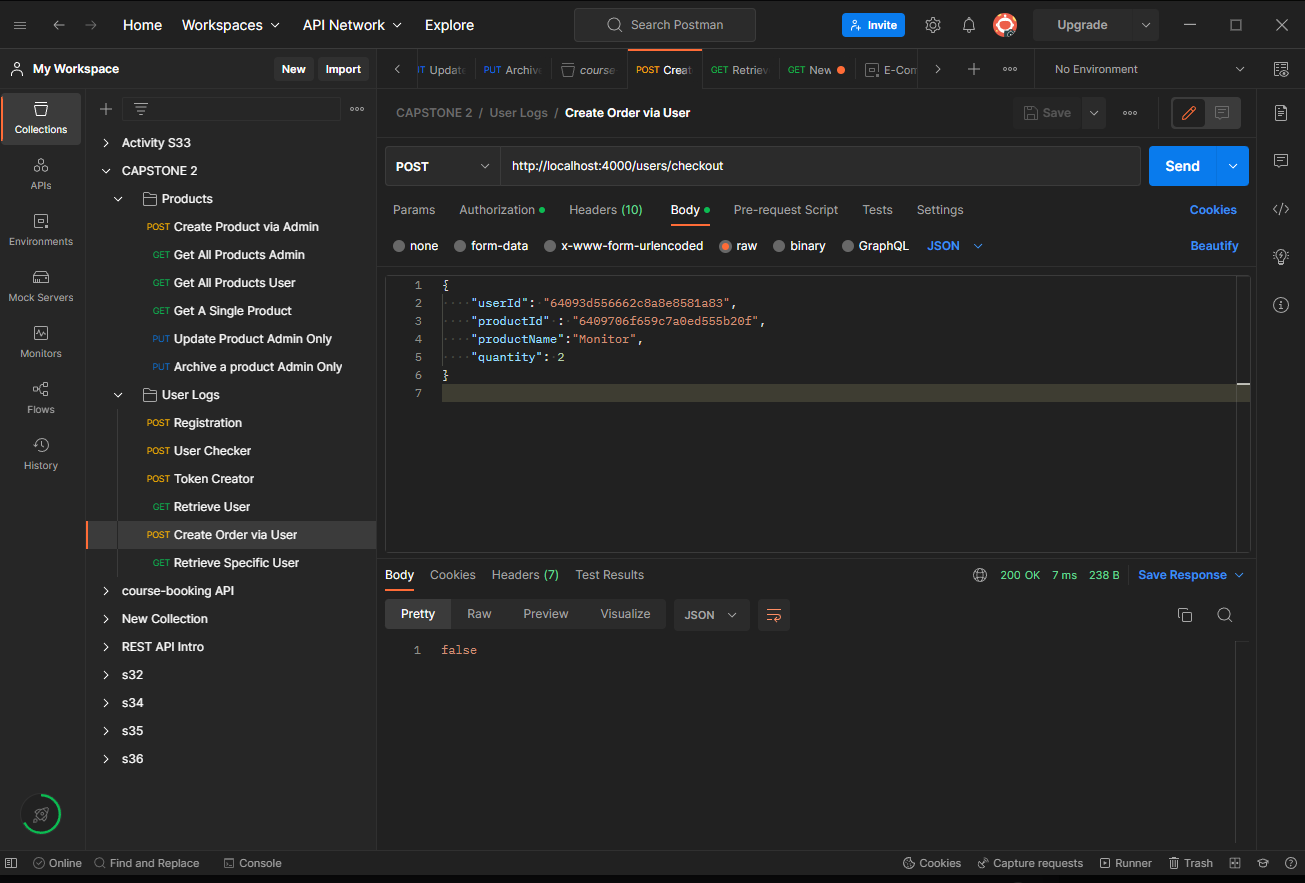 Home Workspaces API Network Explore Search Postman Invite Upgrade
My Workspace New Import
PUT Archiv course POST Creat GET Retriev GET New E-Com No Environment
Collections
APIs
Environments
Mock Servers
Monitors
Flows
History
Activity S33
CAPSTONE 2
Products
POST Create Product via Admin
GET Get All Products Admin
GET Get All Products User
GET Get A Single Product
PUT Update Product Admin Only
PUT Archive a product Admin Only
User Logs
POST Registration
POST User Checker
POST Token Creator
GET Retrieve User
POST Create Order via User
GET Retrieve Specific User
course-booking API
New Collection
REST API Intro
s32
s34
s35
s36
CAPSTONE 2 / User Logs / Create Order via User Save
POST http://localhost:4000/users/checkout Send
Params Authorization Headers (10) Body Pre-request Script Tests Settings Cookies
none form-data x-www-form-urlencoded raw binary GraphQL JSON Beautify
1 {
2 "userId": "64093d556662c8a8e8581a83",
3 "productId" : "6409706f659c7a0ed555b20f",
4 "productName":"Monitor",
5 "quantity": 2
6 }
7
Body Cookies Headers (7) Test Results 200 OK 7 ms 238 B Save Response
Pretty Raw Preview Visualize JSON
1 false
Online Find and Replace Console Cookies Capture requests Runner Trash